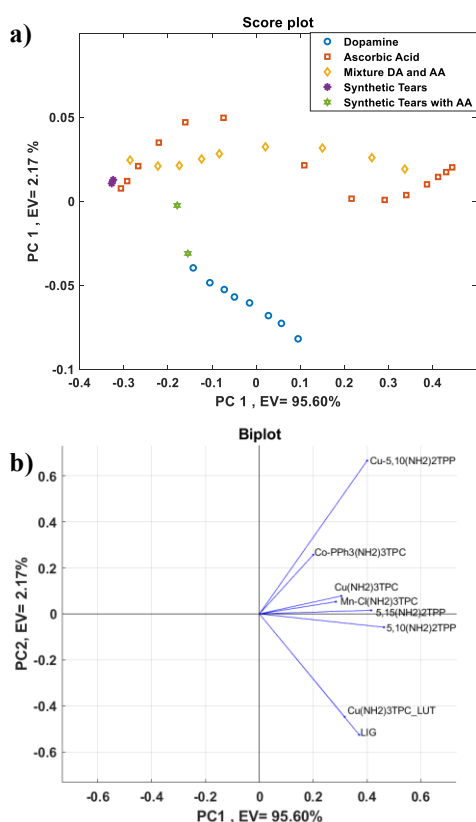 a)
Score plot
Dopamine
Ascorbic Acid
Mixture DA and AA
Synthetic Tears
Synthetic Tears with AA
0.05
0
-0.05
-0.1
PC 1 , EV= 2.17 %
-0.4 -0.3 -0.2 -0.1 0 0.1 0.2 0.3 0.4
PC 1 , EV= 95.60%
b)
Biplot
Cu-5,10(NH2)2TPP
Co-PPh3(NH2)3TPC
Cu(NH2)3TPC
Mn-Cl(NH2)3TPC
5,15(NH2)2TPP
5,10(NH2)2TPP
Cu(NH2)3TPC_LUT
LIG
0.6
0.4
0.2
0
-0.2
-0.4
-0.6
PC2, EV= 2.17%
-0.6 -0.4 -0.2 0 0.2 0.4 0.6
PC1 , EV= 95.60%